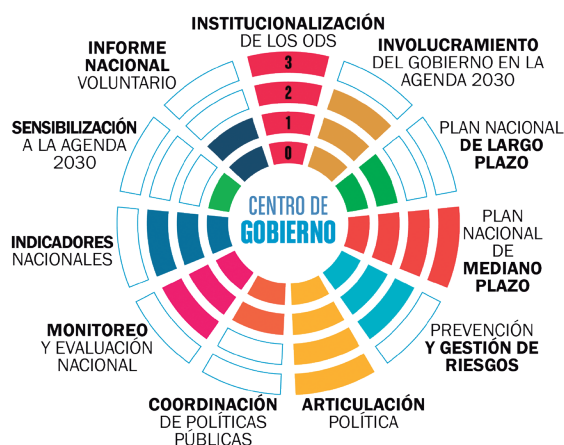 INSTITUCIONALIZACIÓN
DE LOS ODS
INVOLUCRAMIENTO
DEL GOBIERNO EN LA
AGENDA 2030
PLAN NACIONAL
DE LARGO
PLAZO
PLAN
NACIONAL
DE
MEDIANO
PLAZO
PREVENCIÓN
Y GESTIÓN DE
RIESGOS
ARTICULACIÓN
POLÍTICA
COORDINACIÓN
DE POLÍTICAS
PÚBLICAS
MONITOREO
Y EVALUACIÓN
NACIONAL
INDICADORES
NACIONALES
SENSIBILIZACIÓN
A LA AGENDA
2030
INFORME
NACIONAL
VOLUNTARIO
3
2
1
0
CENTRO DE
GOBIERNO